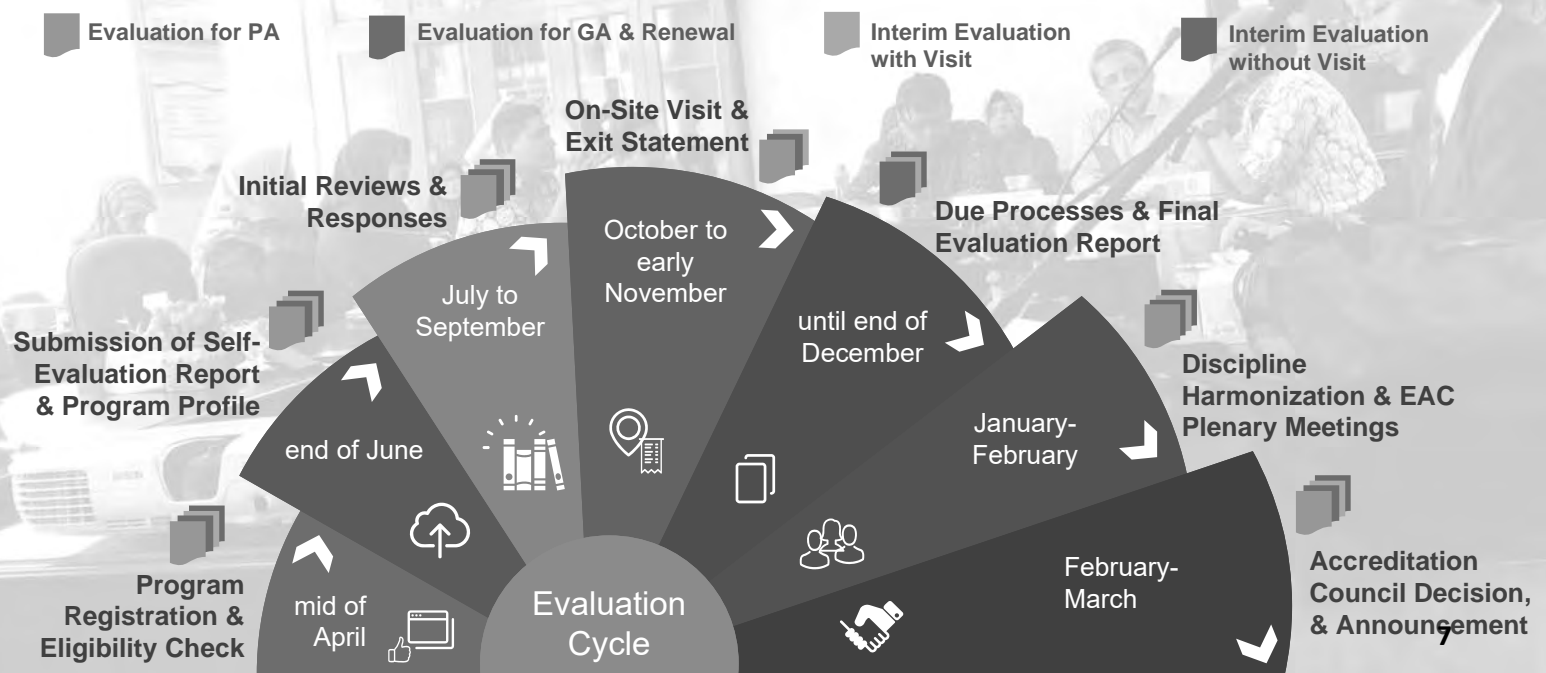 Evaluation for PA
Evaluation for GA & Renewal
Interim Evaluation
with Visit
Interim Evaluation
without Visit
Program
Registration &
Eligibility Check
mid of
April
Submission of Self-
Evaluation Report
& Program Profile
end of June
Initial Reviews &
Responses
July to
September
On-Site Visit &
Exit Statement
October to
early
November
Due Processes & Final
Evaluation Report
until end of
December
Discipline
Harmonization & EAC
Plenary Meetings
January-
February
Accreditation
Council Decision,
& Announcement
February-
March
Evaluation
Cycle
7